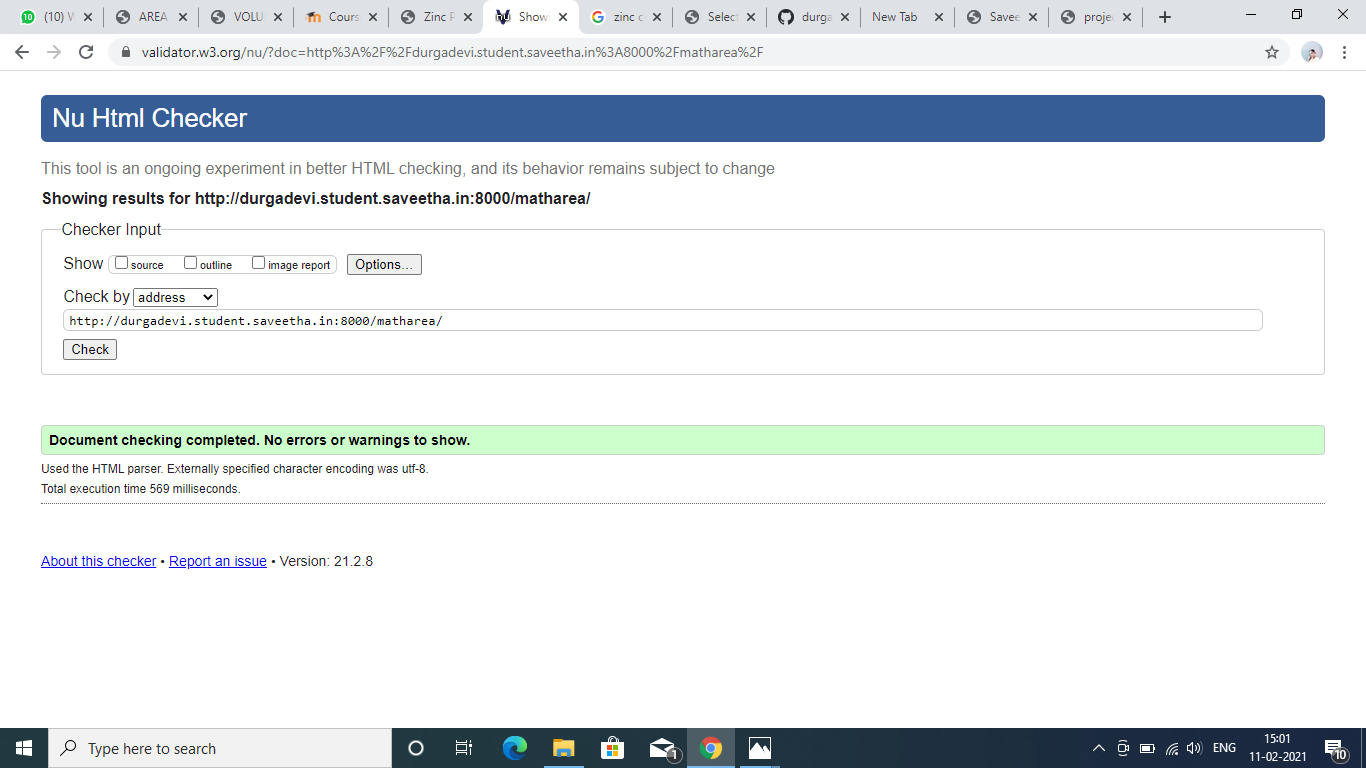 (10) W
AREA
VOLU
Cours
Zinc P
Show
zinc c
Select
durga
New Tab
Savee
projec
validator.w3.org/nu/?doc=http%3A%2F%2Fdurgadevi.student.saveetha.in%3A8000%2Fmatharea%2F
Nu Html Checker
This tool is an ongoing experiment in better HTML checking, and its behavior remains subject to change
Showing results for http://durgadevi.student.saveetha.in:8000/matharea/
Checker Input
Show source outline image report Options...
Check by address
http://durgadevi.student.saveetha.in:8000/matharea/
Check
Document checking completed. No errors or warnings to show.
Used the HTML parser. Externally specified character encoding was utf-8.
Total execution time 569 milliseconds.
About this checker • Report an issue • Version: 21.2.8
Type here to search
1
ENG
15:01
11-02-2021
10